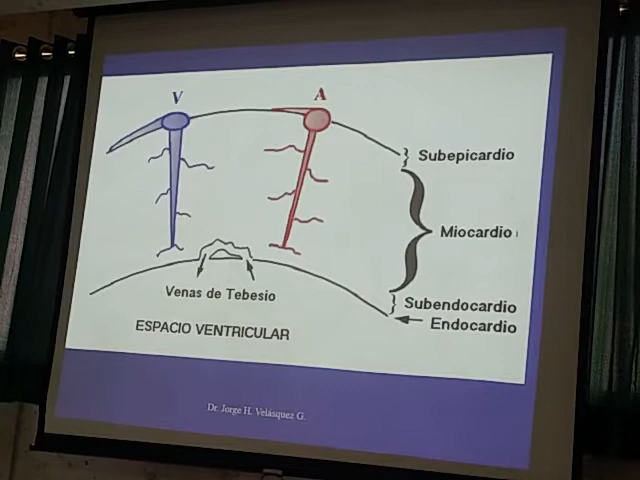 V
A
Subepicardio
Miocardio
Subendocardio
Endocardio
Venas de Tebesio
ESPACIO VENTRICULAR
Dr. Jorge H. Velásquez G.